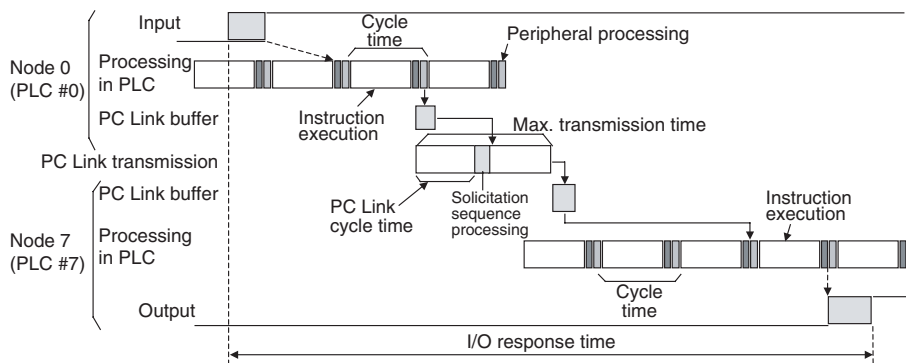 Input
Cycle
time
Peripheral processing
Node 0
(PLC #0)
Processing
in PLC
PC Link buffer
Instruction
execution
Max. transmission time
PC Link transmission
PC Link buffer
PC Link
cycle time
Solicitation
sequence
processing
Instruction
execution
Node 7
(PLC #7)
Processing
in PLC
Cycle
time
Output
I/O response time